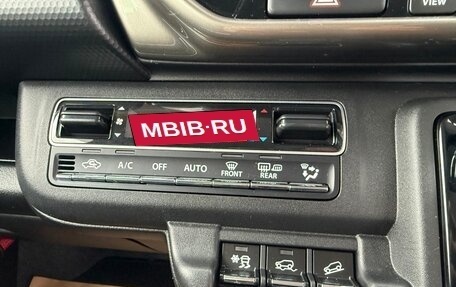 VIEW
MBIB·RU
A/C OFF AUTO FRONT REAR